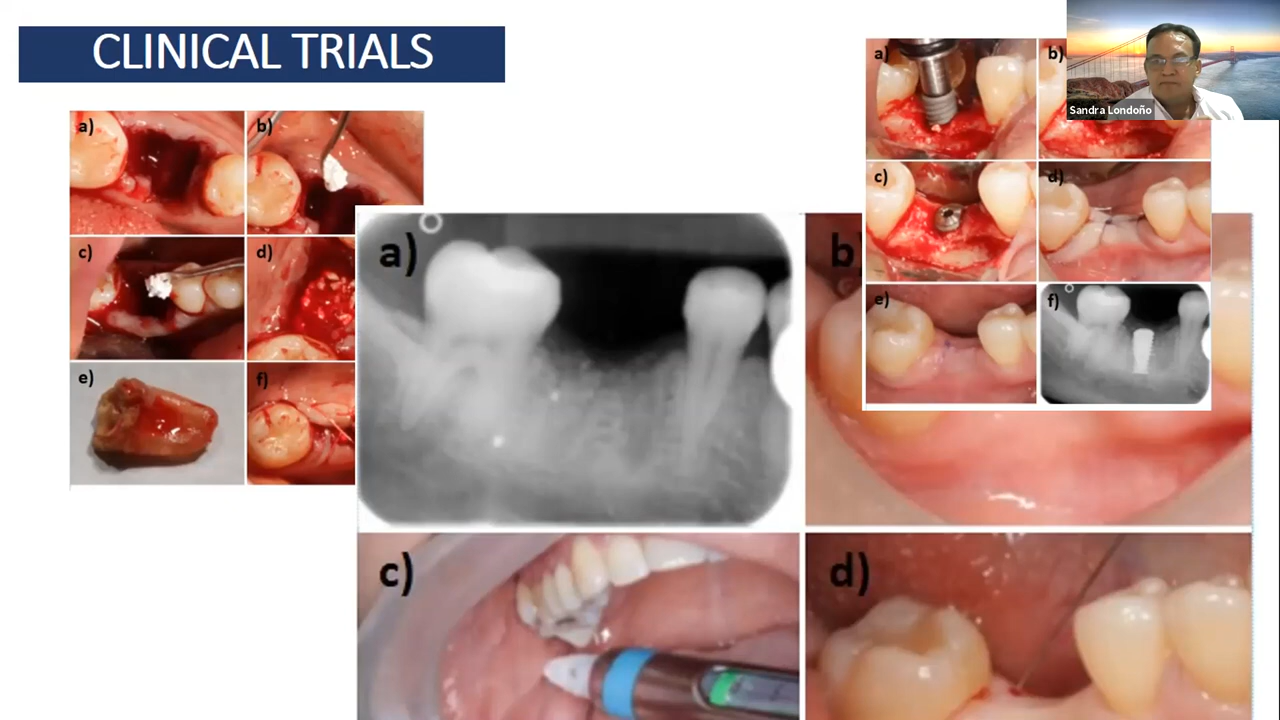 CLINICAL TRIALS
Sandra Londoño
a)
b)
c)
d)
e)
f)
a)
b)
c)
d)
a)
b)
c)
d)
e)
f)